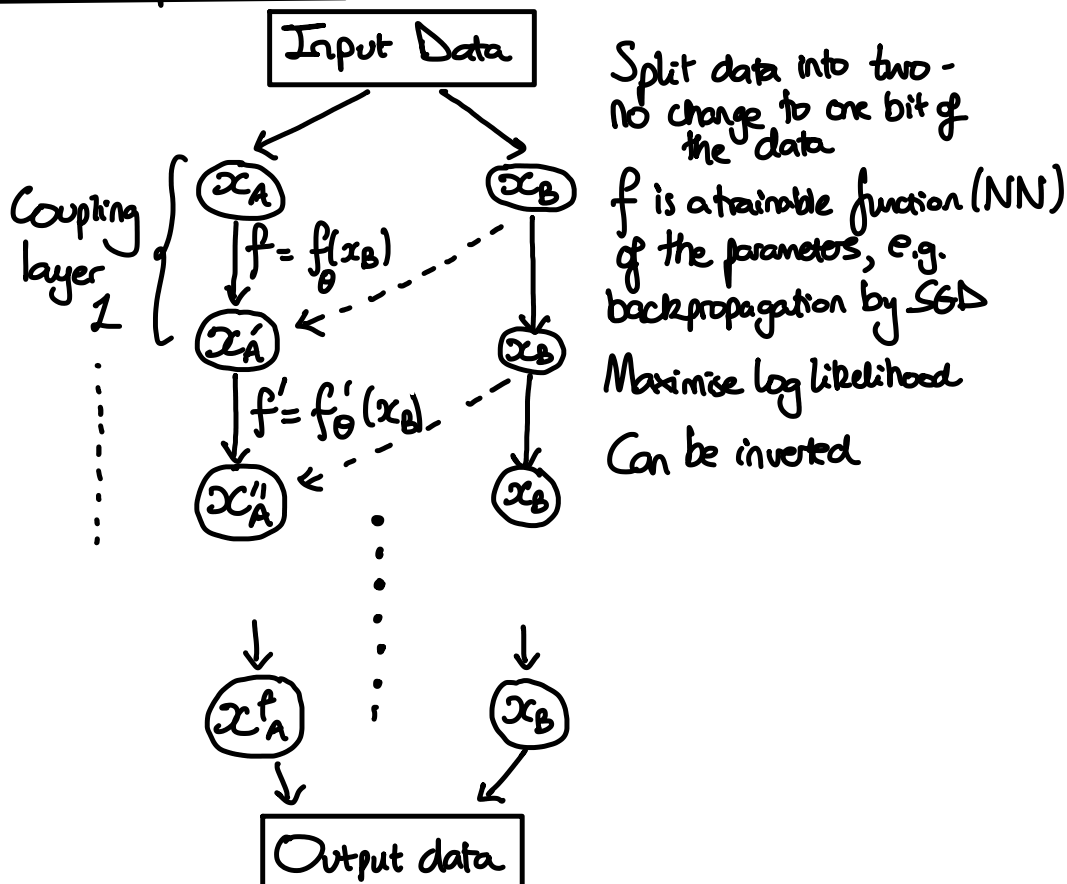 Input Data
Split data into two -
no change to one bit of
the data
x_A
x_B
f is a trainable function (NN)
of the parameters, e.g.
backpropagation by SGD
Coupling
layer
1
f = f_θ(x_B)
x'_A
x_B
Maximise log likelihood
f' = f'_θ(x_B)
Can be inverted
x''_A
x_B
x^f_A
x_B
Output data